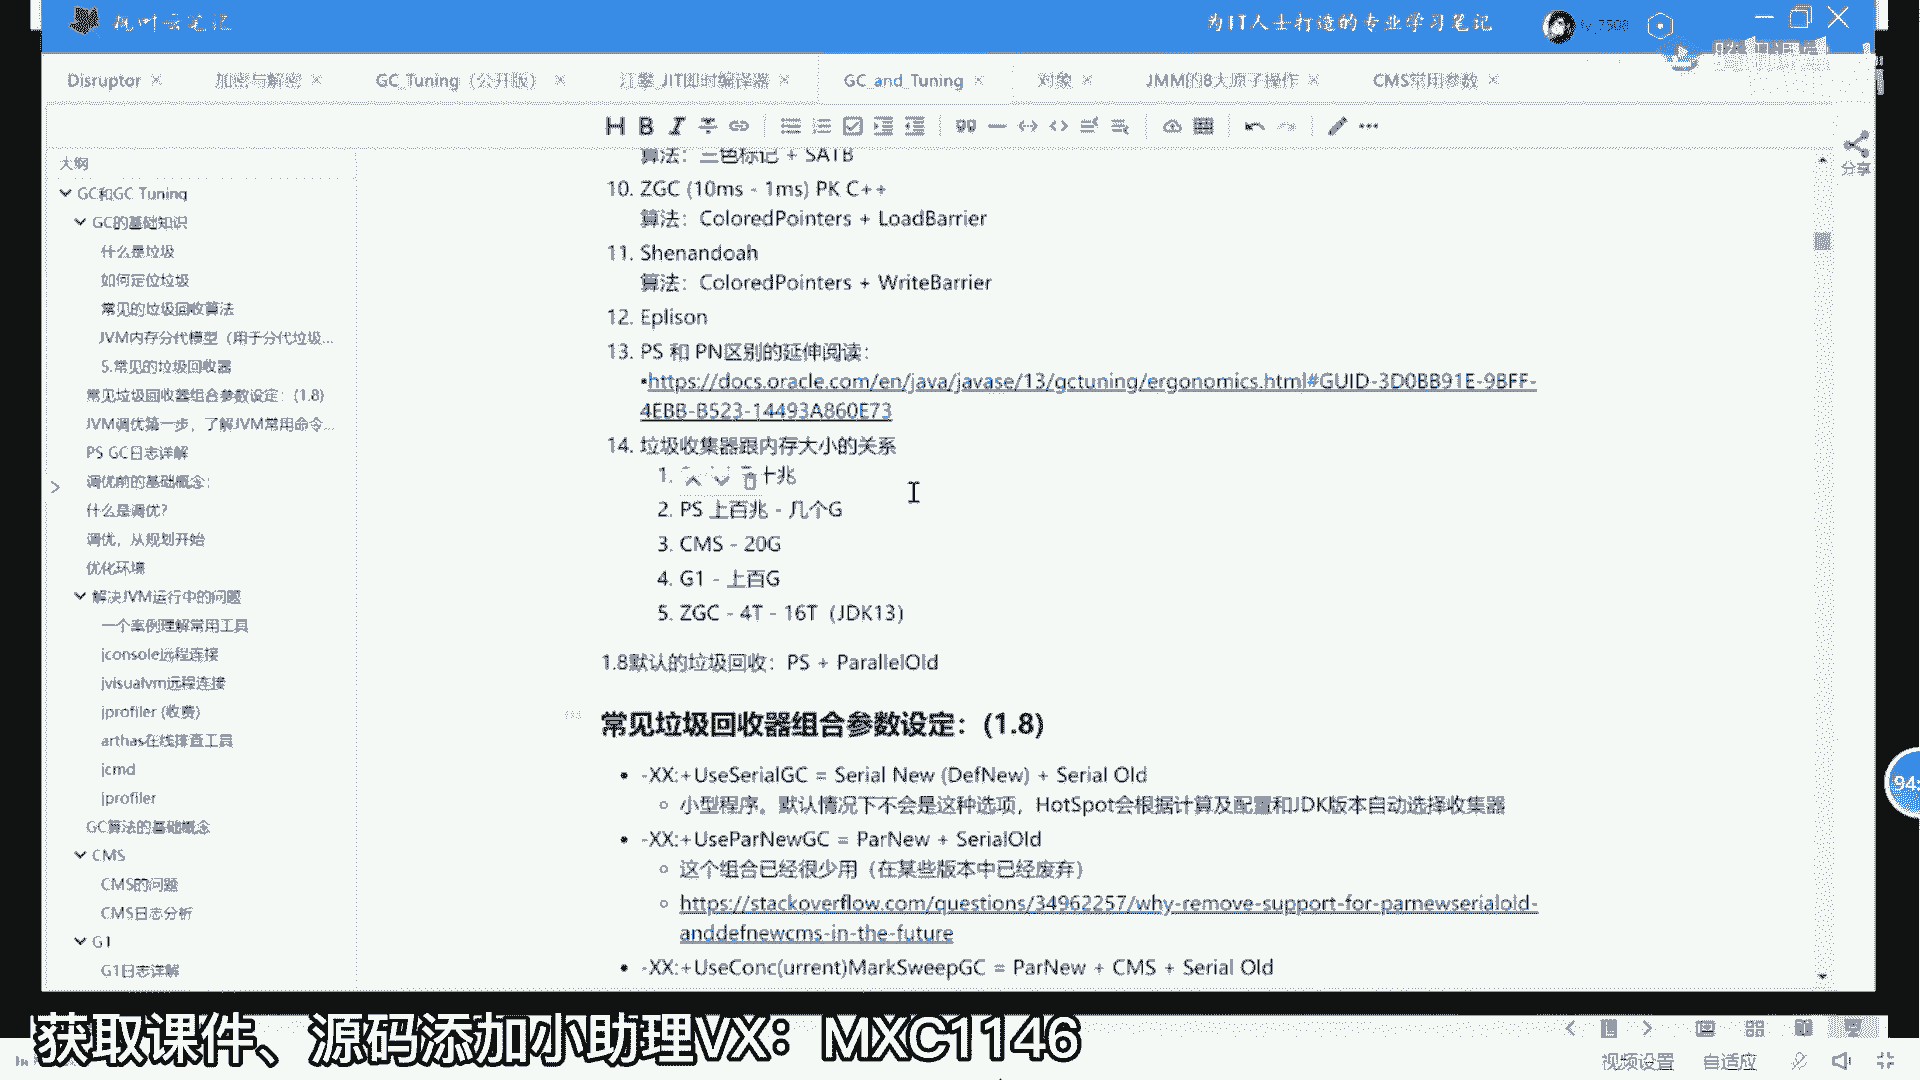 枫叶云笔记
为IT人士打造的专业学习笔记
Disruptor
加密与解密
GC_Tuning（公开版）
汪擎_JIT即时编译器
GC_and_Tuning
对象
JMM的8大原子操作
CMS常用参数
分享
大纲
GC和GC Tuning
GC的基础知识
什么是垃圾
如何定位垃圾
常见的垃圾回收算法
JVM内存分代模型（用于分代垃圾...
5.常见的垃圾回收器
常见垃圾回收器组合参数设定：(1.8)
JVM调优第一步，了解JVM常用命令...
PS GC日志详解
调优前的基础概念：
什么是调优?
调优，从规划开始
优化环境
解决JVM运行中的问题
一个案例理解常用工具
jconsole远程连接
jvisualvm远程连接
jprofiler (收费)
arthas在线排查工具
jcmd
jprofiler
GC算法的基础概念
CMS
CMS的问题
CMS日志分析
G1
G1日志详解
算法：三色标记 + SATB
10. ZGC (10ms - 1ms) PK C++
算法：ColoredPointers + LoadBarrier
11. Shenandoah
算法：ColoredPointers + WriteBarrier
12. Eplison
13. PS 和 PN区别的延伸阅读：
▪https://docs.oracle.com/en/java/javase/13/gctuning/ergonomics.html#GUID-3D0BB91E-9BFF-
4EBB-B523-14493A860E73
14. 垃圾收集器跟内存大小的关系
1. 十兆
2. PS 上百兆 - 几个G
3. CMS - 20G
4. G1 - 上百G
5. ZGC - 4T - 16T（JDK13）
1.8默认的垃圾回收：PS + ParallelOld
常见垃圾回收器组合参数设定：(1.8)
• -XX:+UseSerialGC = Serial New (DefNew) + Serial Old
小型程序。默认情况下不会是这种选项，HotSpot会根据计算及配置和JDK版本自动选择收集器
• -XX:+UseParNewGC = ParNew + SerialOld
这个组合已经很少用（在某些版本中已经废弃）
https://stackoverflow.com/questions/34962257/why-remove-support-for-parnewserialold-
anddefnewcms-in-the-future
• -XX:+UseConc(urrent)MarkSweepGC = ParNew + CMS + Serial Old
94
获取课件、源码添加小助理VX：MXC1146
视频设置
自适应